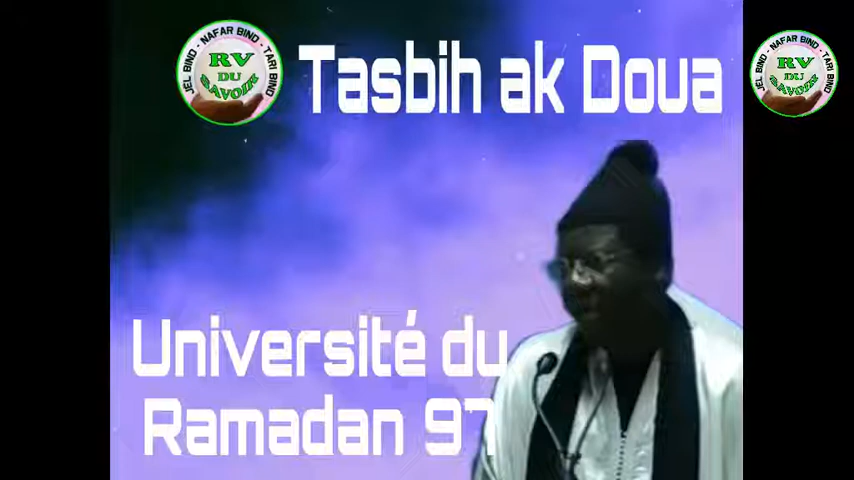 JEL BIND - NAFAR BIND - TARI BIND
RV
DU
SAVOIR
Tasbih ak Doua
JEL BIND - NAFAR BIND - TARI BIND
RV
DU
SAVOIR
Université du
Ramadan 97